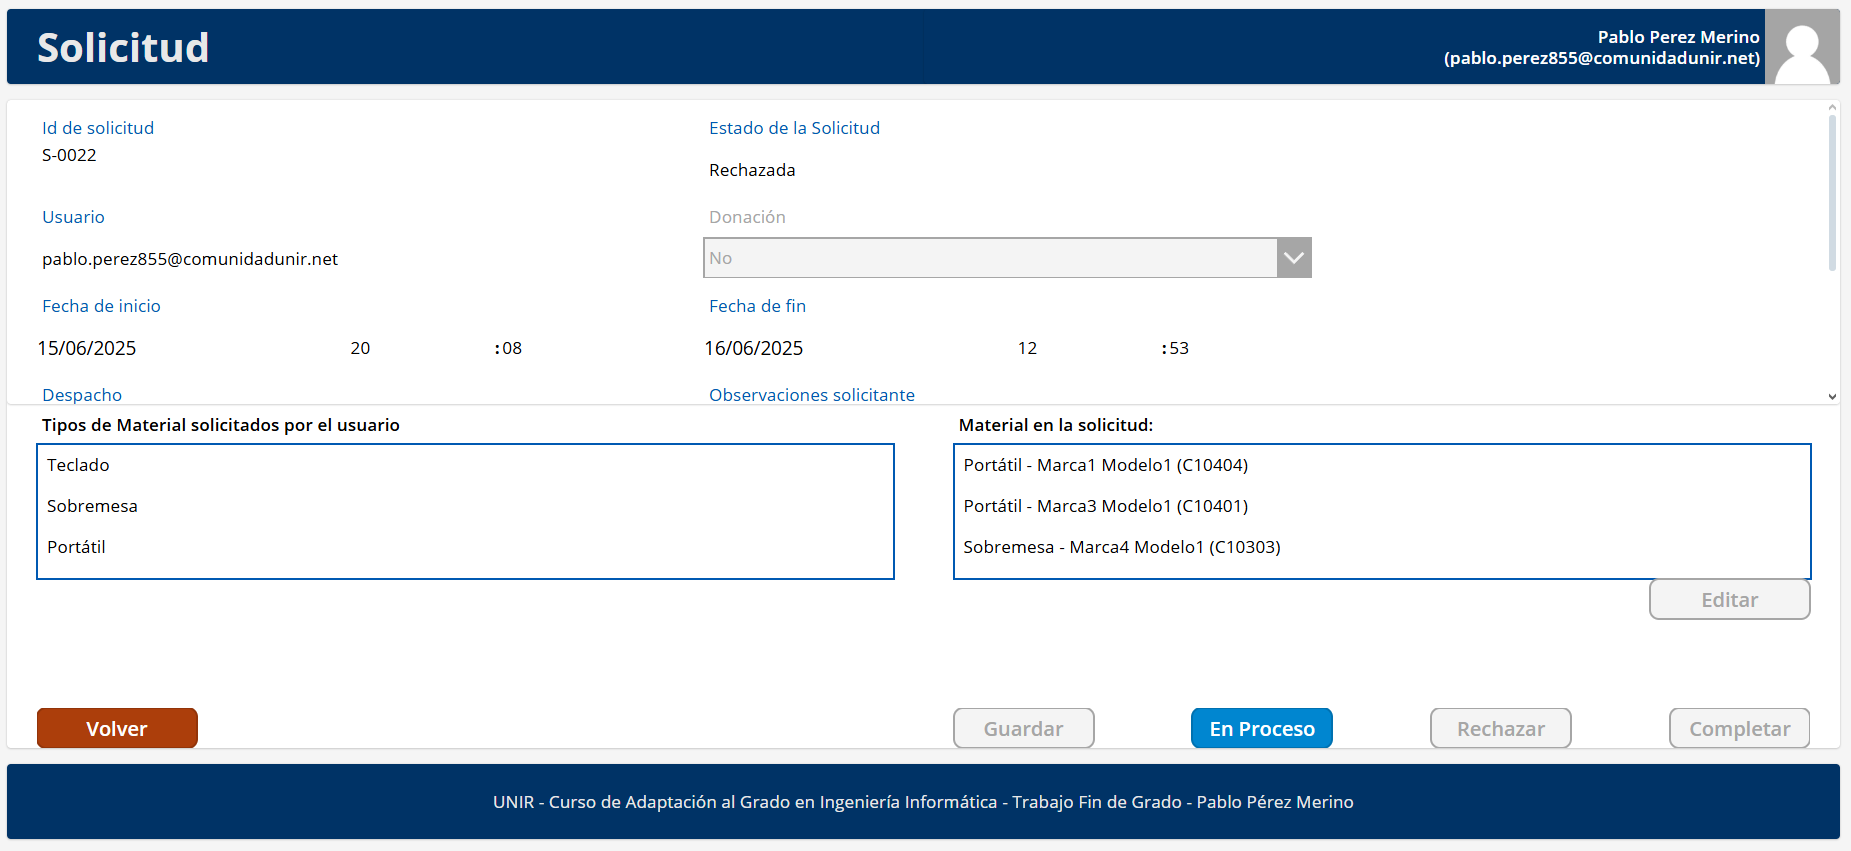 Solicitud
Pablo Perez Merino
(pablo.perez855@comunidadunir.net)
Id de solicitud
S-0022
Estado de la Solicitud
Rechazada
Usuario
pablo.perez855@comunidadunir.net
Donación
No
Fecha de inicio
15/06/2025 20 :08
Fecha de fin
16/06/2025 12 :53
Despacho
Observaciones solicitante
Tipos de Material solicitados por el usuario
Teclado
Sobremesa
Portátil
Material en la solicitud:
Portátil - Marca1 Modelo1 (C10404)
Portátil - Marca3 Modelo1 (C10401)
Sobremesa - Marca4 Modelo1 (C10303)
Editar
Volver
Guardar
En Proceso
Rechazar
Completar
UNIR - Curso de Adaptación al Grado en Ingeniería Informática - Trabajo Fin de Grado - Pablo Pérez Merino